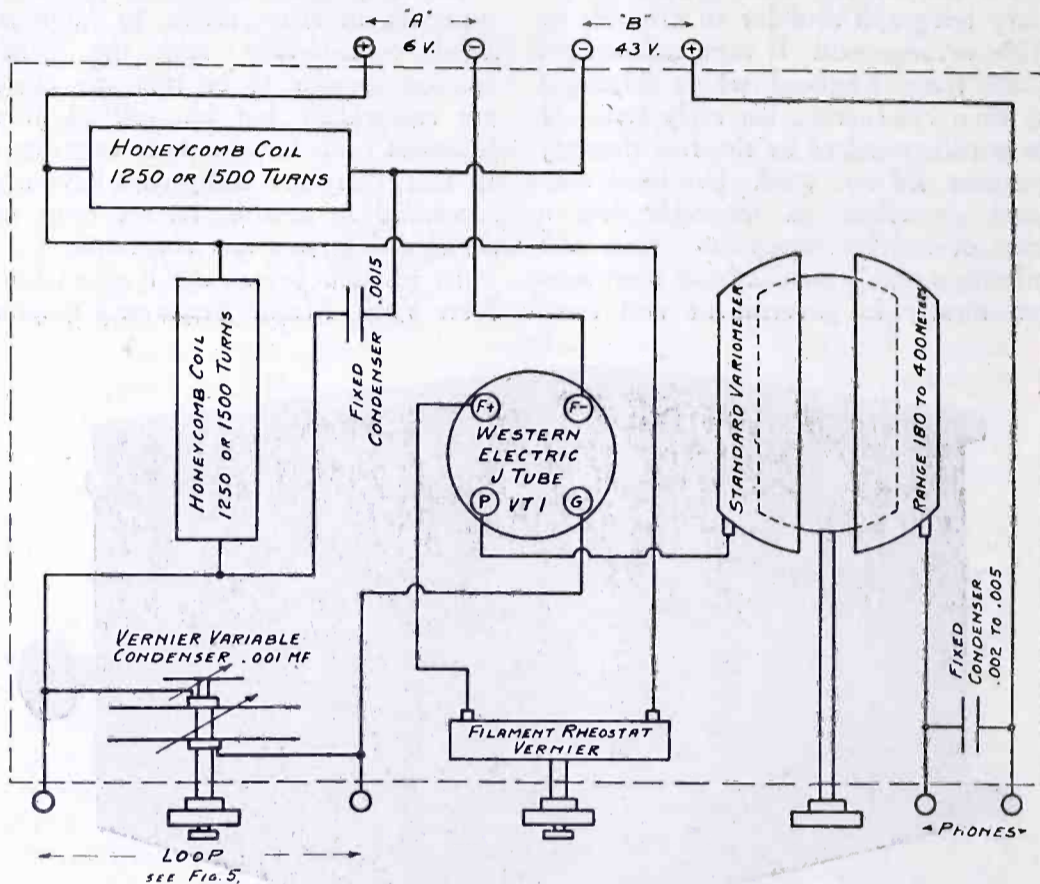 "A"
6 V.
"B"
43 V.
+
-
-
+
HONEYCOMB COIL
1250 OR 1500 TURNS
HONEYCOMB COIL
1250 OR 1500 TURNS
FIXED
CONDENSER .0015
F+
F-
WESTERN
ELECTRIC
J TUBE
VT1
P
G
STANDARD VARIOMETER
RANGE 180 TO 400 METERS
VERNIER VARIABLE
CONDENSER .001 MF
FILAMENT RHEOSTAT
VERNIER
FIXED
CONDENSER
.002 TO .005
LOOP
SEE FIG. 5.
PHONES